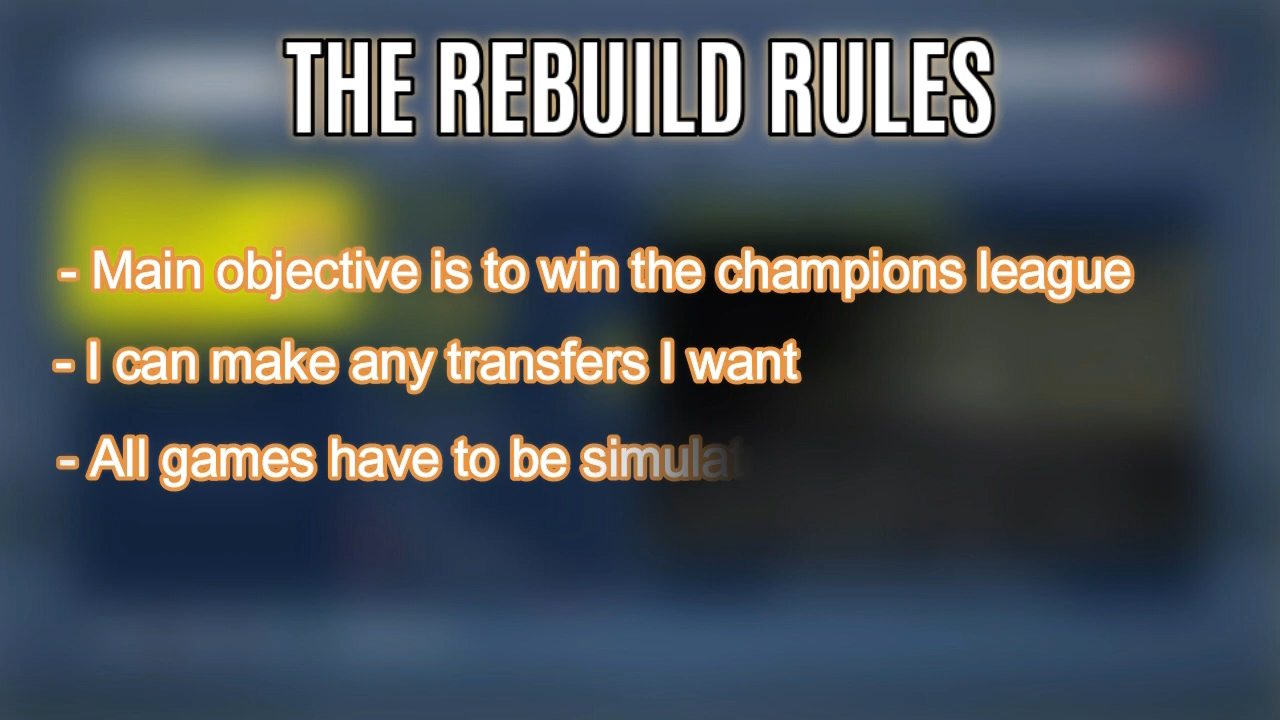 THE REBUILD RULES
- Main objective is to win the champions league
- I can make any transfers I want
- All games have to be simulat